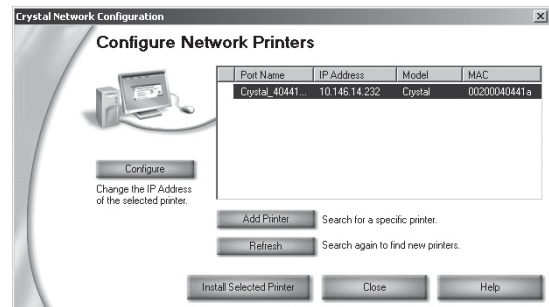 Crystal Network Configuration
Configure Network Printers
Port Name IP Address Model MAC
Crystal_40441... 10.146.14.232 Crystal 00200040441a
Configure
Change the IP Address
of the selected printer.
Add Printer Search for a specific printer.
Refresh Search again to find new printers.
Install Selected Printer Close Help